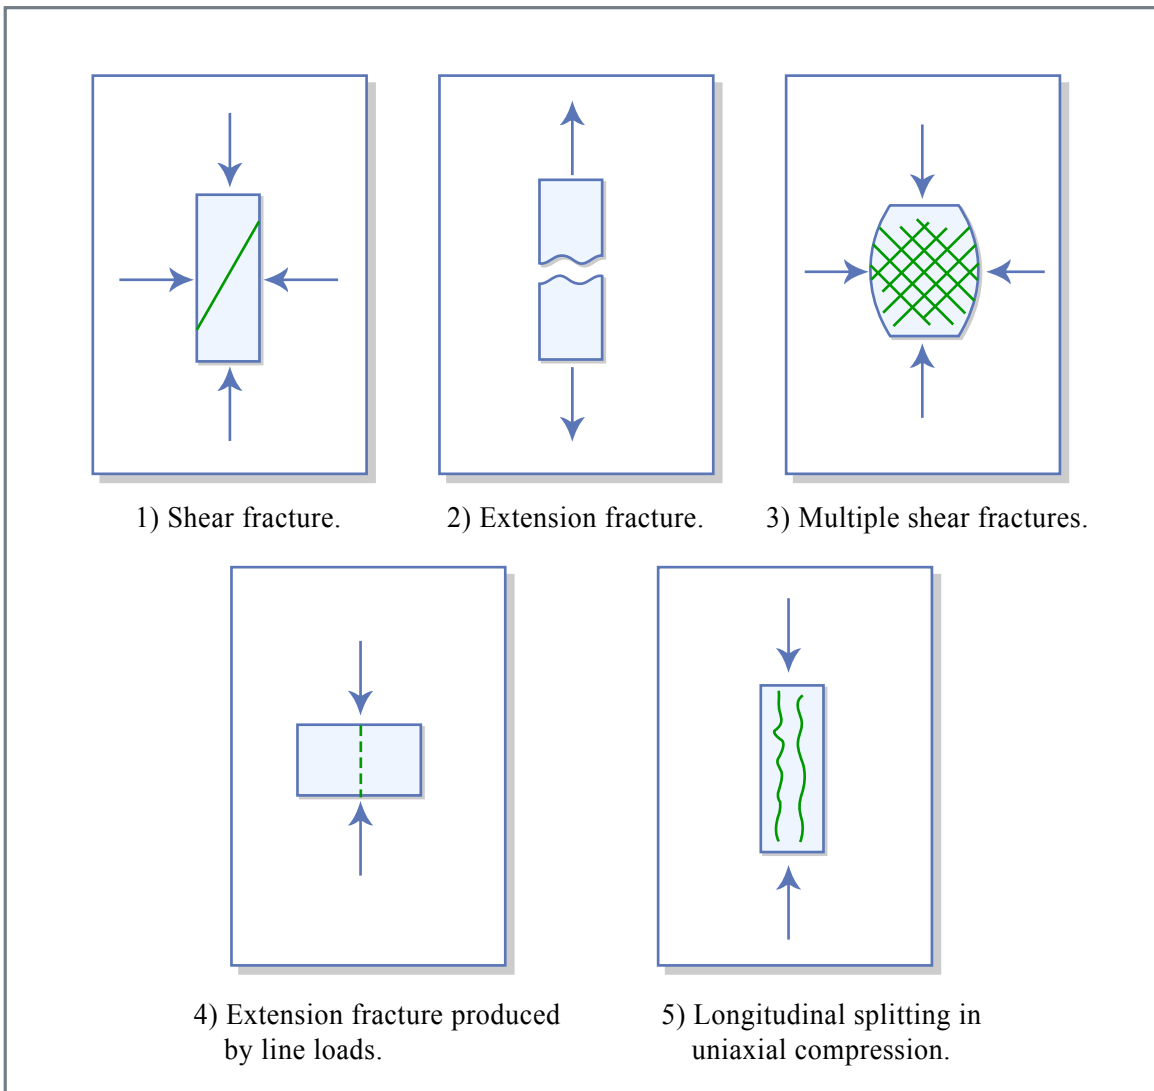 1) Shear fracture.
2) Extension fracture.
3) Multiple shear fractures.
4) Extension fracture produced
by line loads.
5) Longitudinal splitting in
uniaxial compression.